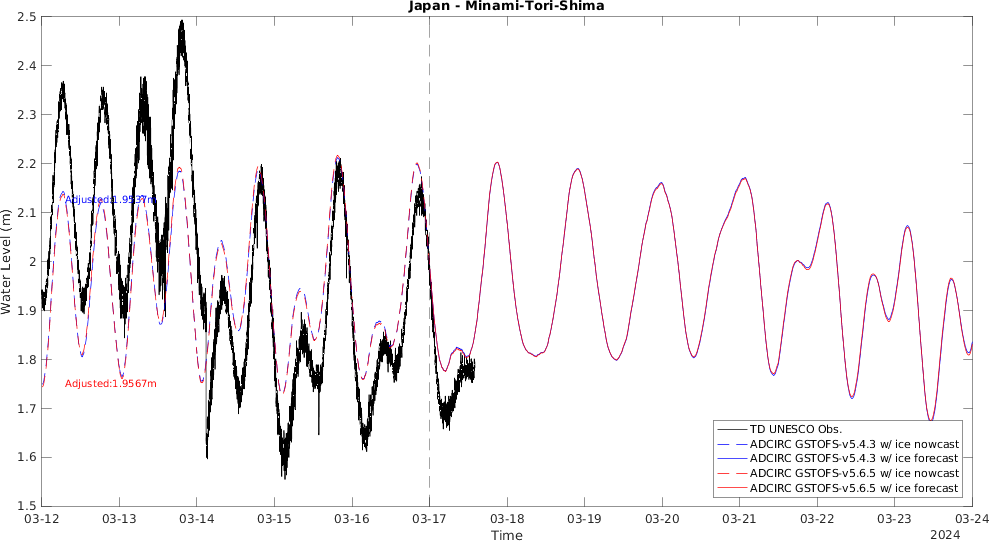 Japan - Minami-Tori-Shima
2.5
2.4
2.3
2.2
2.1
2
1.9
1.8
1.7
1.6
1.5
Water Level (m)
Adjusted:1.9537m
Adjusted:1.9567m
TD UNESCO Obs.
ADCIRC GSTOFS-v5.4.3 w/ ice nowcast
ADCIRC GSTOFS-v5.4.3 w/ ice forecast
ADCIRC GSTOFS-v5.6.5 w/ ice nowcast
ADCIRC GSTOFS-v5.6.5 w/ ice forecast
03-12 03-13 03-14 03-15 03-16 03-17 03-18 03-19 03-20 03-21 03-22 03-23 03-24
Time
2024